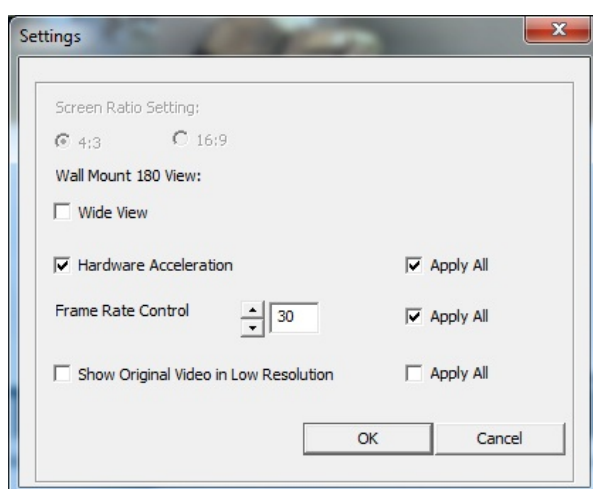 Settings
Screen Ratio Setting:
4:3 16:9
Wall Mount 180 View:
Wide View
Hardware Acceleration Apply All
Frame Rate Control 30 Apply All
Show Original Video in Low Resolution Apply All
OK Cancel